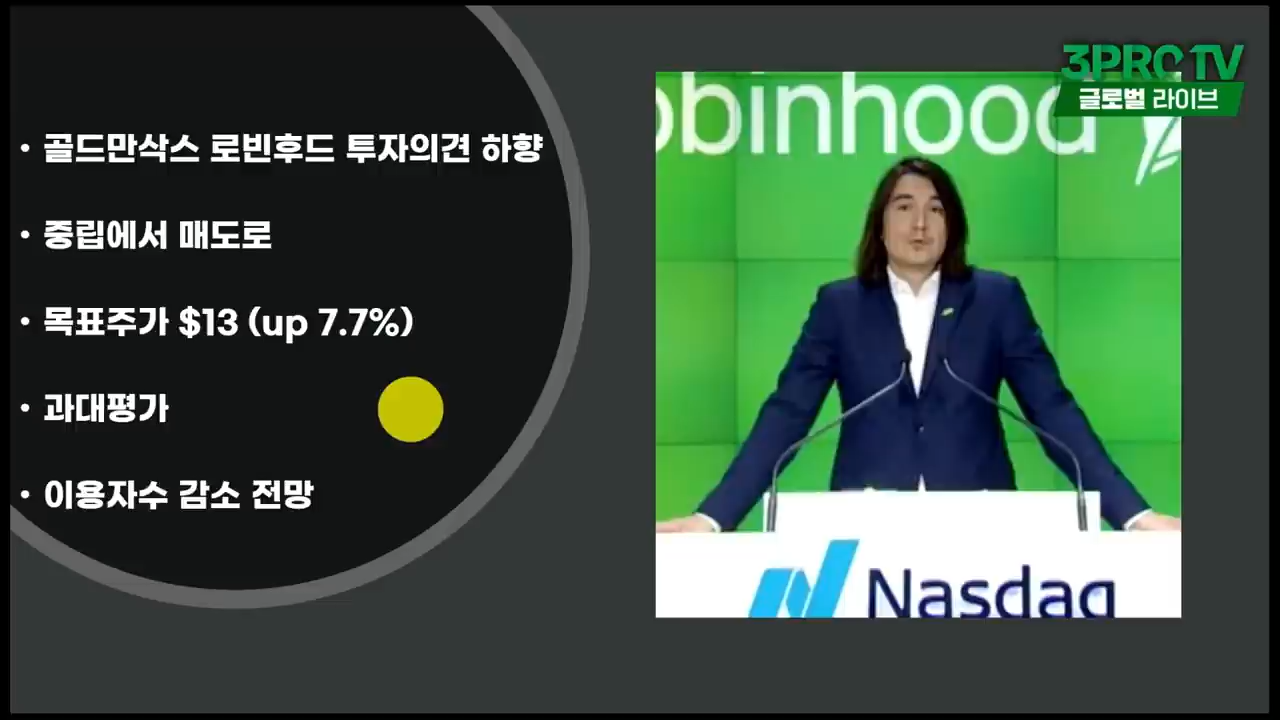 3PROTV
글로벌 라이브
obinhood
• 골드만삭스 로빈후드 투자의견 하향
• 중립에서 매도로
• 목표주가 $13 (up 7.7%)
• 과대평가
• 이용자수 감소 전망
Nasdaq